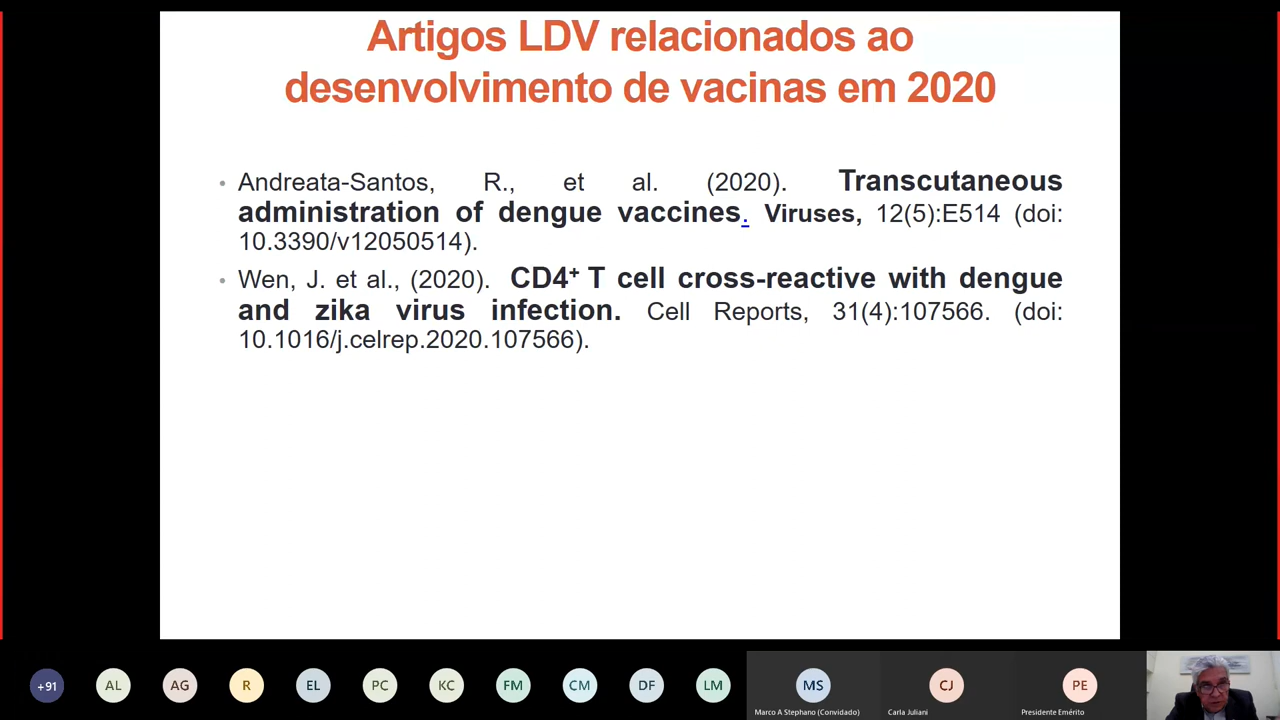 Artigos LDV relacionados ao
desenvolvimento de vacinas em 2020
• Andreata-Santos, R., et al. (2020). Transcutaneous
administration of dengue vaccines. Viruses, 12(5):E514 (doi:
10.3390/v12050514).
• Wen, J. et al., (2020). CD4⁺ T cell cross-reactive with dengue
and zika virus infection. Cell Reports, 31(4):107566. (doi:
10.1016/j.celrep.2020.107566).
+91 AL AG R EL PC KC FM CM DF LM MS CJ PE
Marco A Stephano (Convidado) Carla Juliani Presidente Emérito